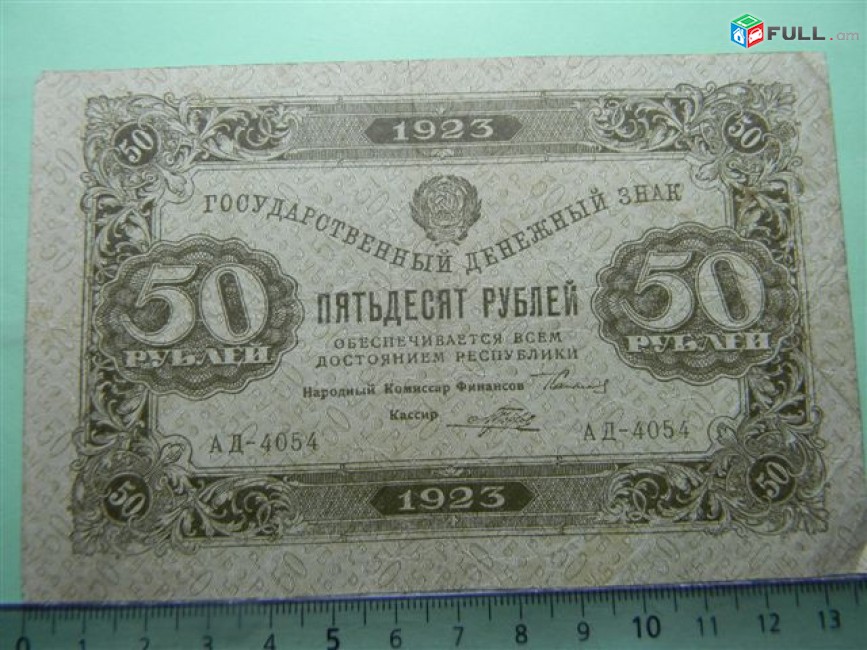 FULL.am
50 1923 50
ГОСУДАРСТВЕННЫЙ ДЕНЕЖНЫЙ ЗНАК
50 50
РУБЛЕЙ РУБЛЕЙ
ПЯТЬДЕСЯТ РУБЛЕЙ
ОБЕСПЕЧИВАЕТСЯ ВСЕМ
ДОСТОЯНИЕМ РЕСПУБЛИКИ
Народный Комиссар Финансов
Кассир
АД-4054 АД-4054
50 1923 50
0 1 2 3 4 5 6 7 8 9 10 11 12 13